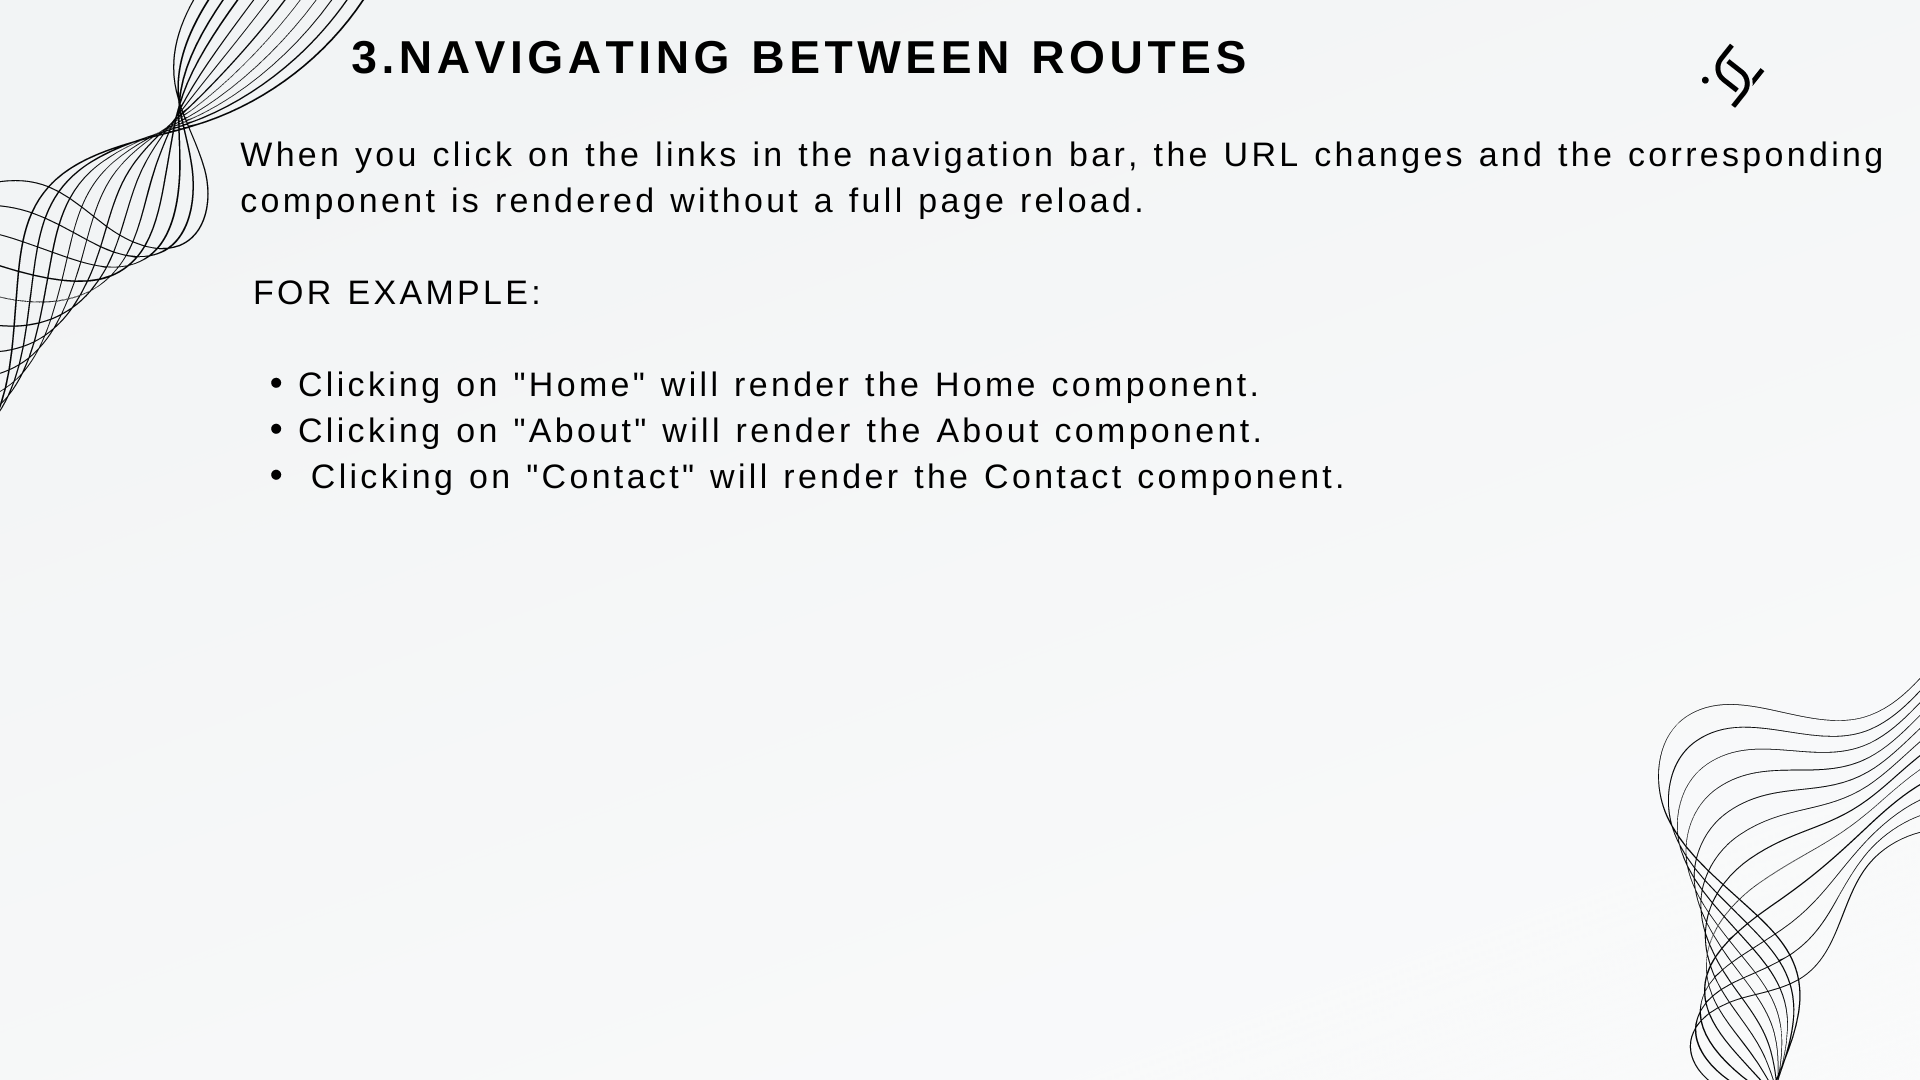 3.NAVIGATING BETWEEN ROUTES
When you click on the links in the navigation bar, the URL changes and the corresponding
component is rendered without a full page reload.
FOR EXAMPLE:
• Clicking on "Home" will render the Home component.
• Clicking on "About" will render the About component.
• Clicking on "Contact" will render the Contact component.